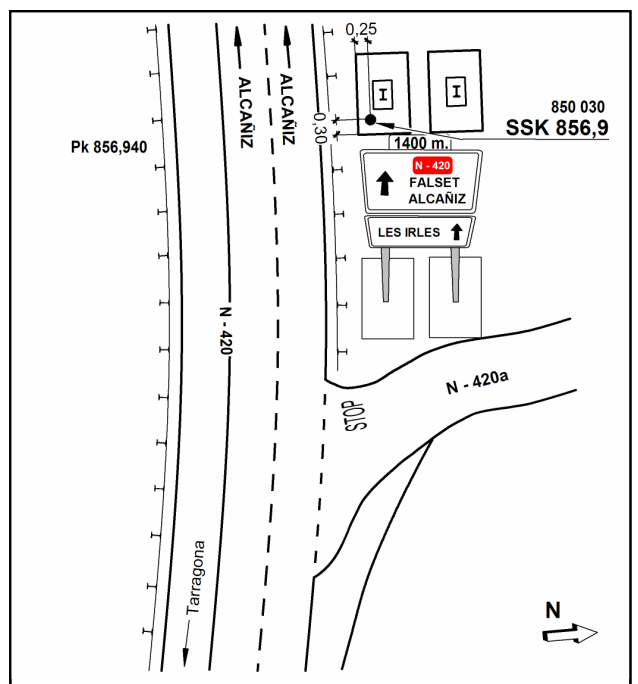 0,25
ALCAÑIZ
ALCAÑIZ
I
I
0,30
850 030
SSK 856,9
Pk 856,940
1400 m.
N - 420
FALSET
ALCAÑIZ
LES IRLES
N - 420
N - 420a
STOP
Tarragona
N